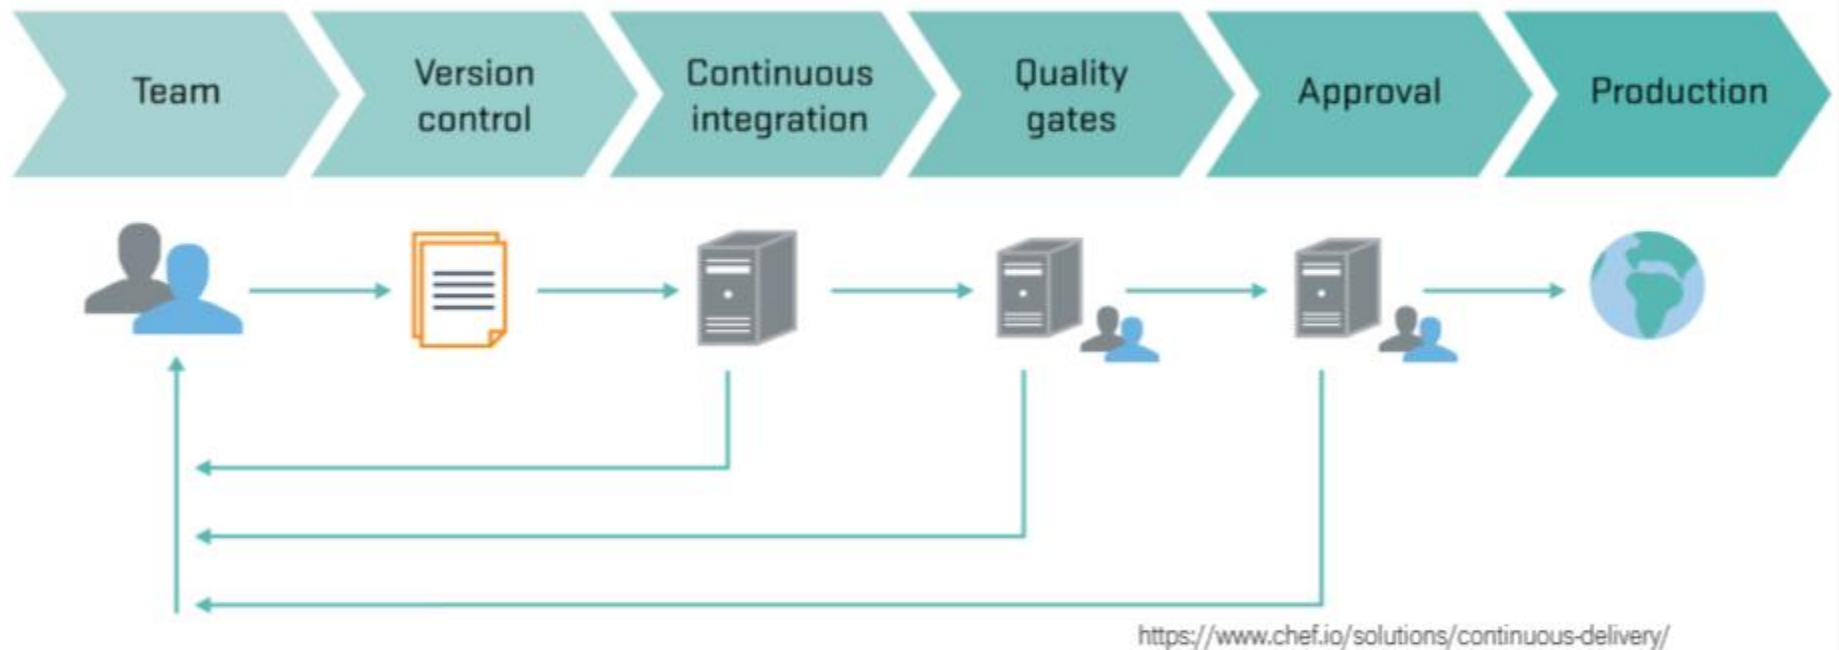 Team
Version
control
Continuous
integration
Quality
gates
Approval
Production
https://www.chef.io/solutions/continuous-delivery/